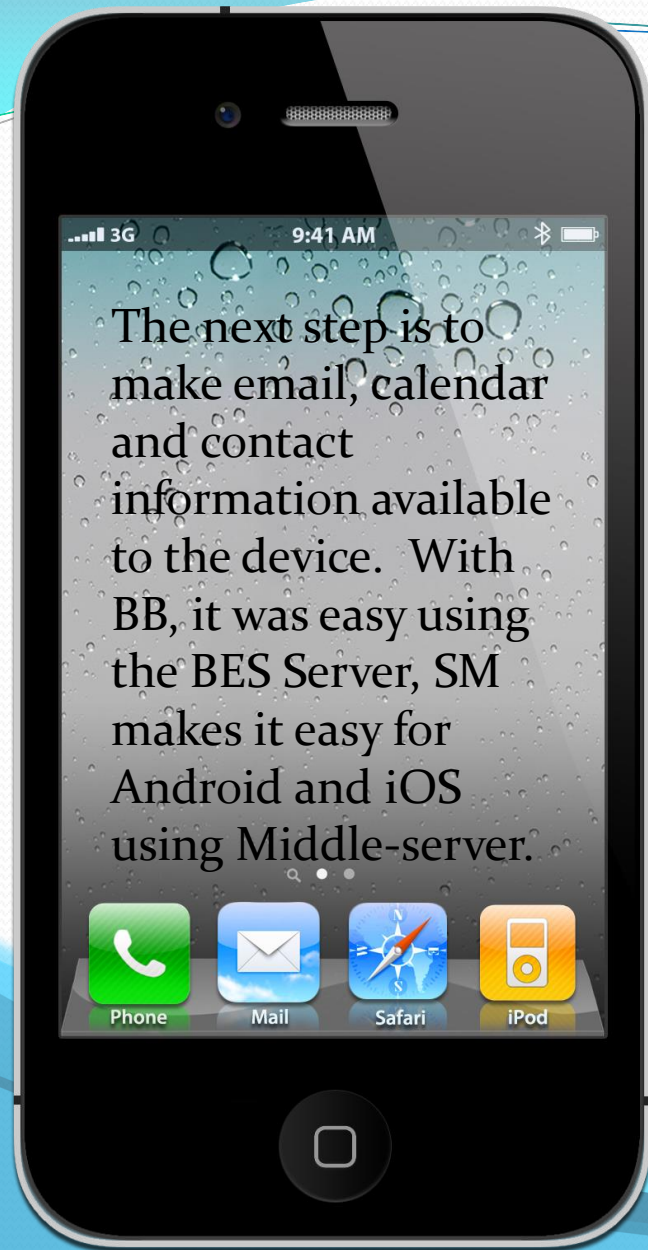 3G 9:41 AM
The next step is to
make email, calendar
and contact
information available
to the device.  With
BB, it was easy using
the BES Server, SM
makes it easy for
Android and iOS
using Middle-server.
Phone Mail Safari iPod